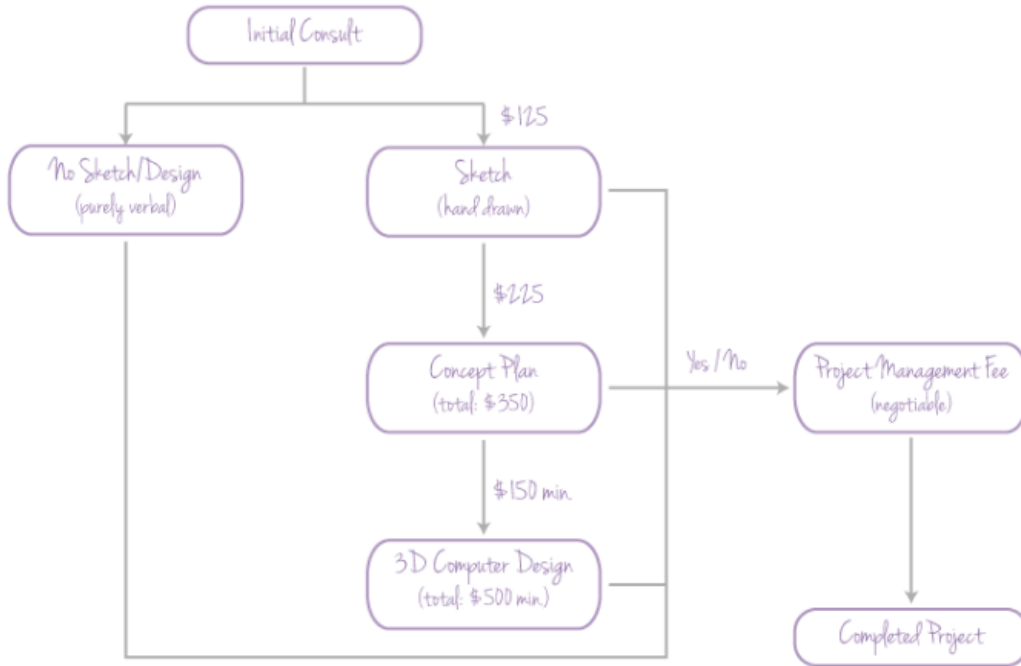 Initial Consult
$125
No Sketch/Design
(purely verbal)
Sketch
(hand drawn)
$225
Concept Plan
(total: $350)
Yes / No
Project Management Fee
(negotiable)
$150 min.
3D Computer Design
(total: $500 min.)
Completed Project